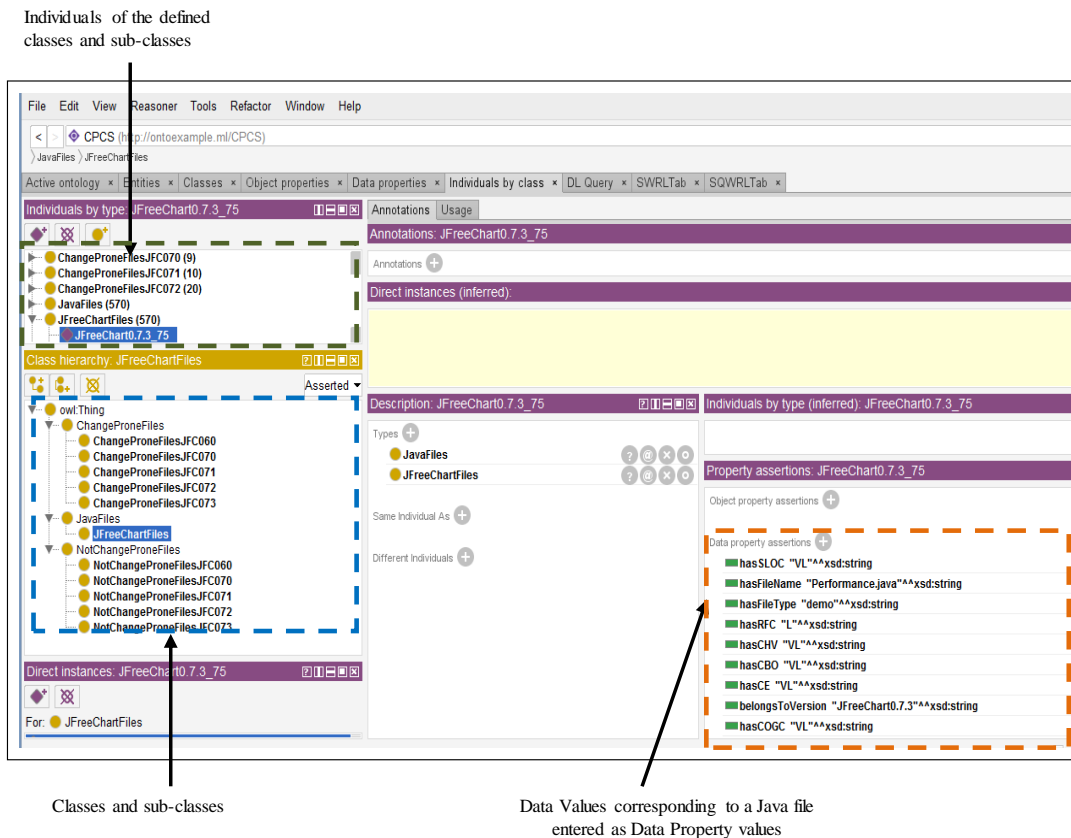 Individuals of the defined
classes and sub-classes
File Edit View Reasoner Tools Refactor Window Help
< > CPCS (http://ontoexample.ml/CPCS)
JavaFiles JFreeChartFiles
Active ontology × Entities × Classes × Object properties × Data properties × Individuals by class × DL Query × SWRLTab × SQWRLTab ×
Individuals by type: JFreeChart0.7.3_75
ChangeProneFilesJFC070 (9)
ChangeProneFilesJFC071 (10)
ChangeProneFilesJFC072 (20)
JavaFiles (570)
JFreeChartFiles (570)
JFreeChart0.7.3_75
Class hierarchy: JFreeChartFiles
Asserted
owl:Thing
ChangeProneFiles
ChangeProneFilesJFC060
ChangeProneFilesJFC070
ChangeProneFilesJFC071
ChangeProneFilesJFC072
ChangeProneFilesJFC073
JavaFiles
JFreeChartFiles
NotChangeProneFiles
NotChangeProneFilesJFC060
NotChangeProneFilesJFC070
NotChangeProneFilesJFC071
NotChangeProneFilesJFC072
NotChangeProneFilesJFC073
Direct instances: JFreeChart0.7.3_75
For: JFreeChartFiles
Annotations Usage
Annotations: JFreeChart0.7.3_75
Annotations
Direct instances (inferred):
Description: JFreeChart0.7.3_75
Types
JavaFiles
JFreeChartFiles
Same Individual As
Different Individuals
Individuals by type (inferred): JFreeChart0.7.3_75
Property assertions: JFreeChart0.7.3_75
Object property assertions
Data property assertions
hasSLOC "VL"^^xsd:string
hasFileName "Performance.java"^^xsd:string
hasFileType "demo"^^xsd:string
hasRFC "L"^^xsd:string
hasCHV "VL"^^xsd:string
hasCBO "VL"^^xsd:string
hasCE "VL"^^xsd:string
belongsToVersion "JFreeChart0.7.3"^^xsd:string
hasCOGC "VL"^^xsd:string
Classes and sub-classes
Data Values corresponding to a Java file
entered as Data Property values